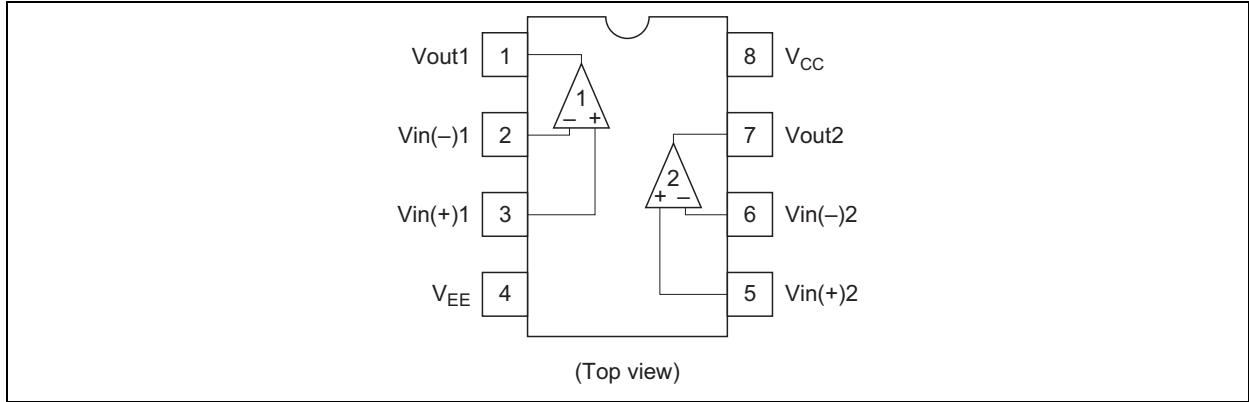 Vout1 1
8 VCC
1
– +
Vin(–)1 2
7 Vout2
2
+ –
Vin(+)1 3
6 Vin(–)2
VEE 4
5 Vin(+)2
(Top view)